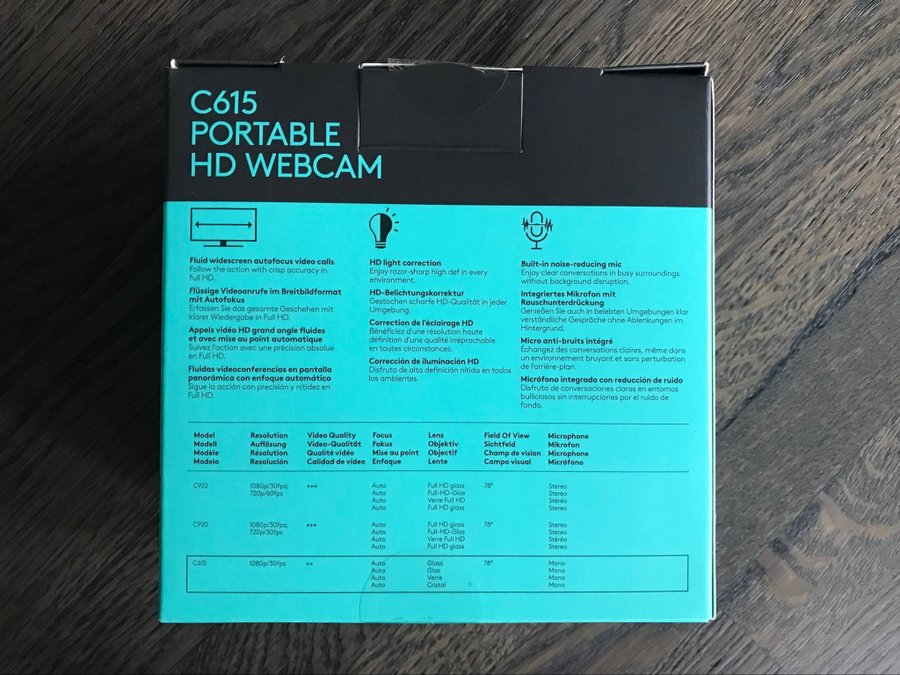 C615
PORTABLE
HD WEBCAM
Fluid widescreen autofocus video calls
Follow the action with crisp accuracy in
full HD.
Flüssige Videoanrufe im Breitbildformat
mit Autofokus
Erfassen Sie das gesamte Geschehen mit
klarer Wiedergabe in Full HD.
Appels vidéo HD grand angle fluides
et avec mise au point automatique
Suivez l'action avec une précision absolue
en Full HD.
Fluidas videoconferencias en pantalla
panorámica con enfoque automático
Sigue la acción con precisión y nitidez en
Full HD.
HD light correction
Enjoy razor-sharp high def in every
environment.
HD-Belichtungskorrektur
Gestochen scharfe HD-Qualität in jeder
Umgebung.
Correction de l'éclairage HD
Bénéficiez d'une résolution haute
définition d'une qualité irréprochable
en toutes circonstances.
Corrección de iluminación HD
Disfruta de alta definición nítida en todos
los ambientes.
Built-in noise-reducing mic
Enjoy clear conversations in busy surroundings
without background disruption.
Integriertes Mikrofon mit
Rauschunterdrückung
Genießen Sie auch in belebten Umgebungen klar
verständliche Gespräche ohne Ablenkungen im
Hintergrund.
Micro anti-bruits intégré
Échangez des conversations claires, même dans
un environnement bruyant et sans perturbation
de l'arrière-plan.
Micrófono integrado con reducción de ruido
Disfruta de conversaciones claras en entornos
bulliciosos sin interrupciones por el ruido de
fondo.
Model Resolution Video Quality Focus Lens Field Of View Microphone
Modell Auflösung Video-Qualität Fokus Objektiv Sichtfeld Mikrofon
Modèle Résolution Qualité vidéo Mise au point Objectif Champ de vision Microphone
Modelo Resolución Calidad de vídeo Enfoque Lente Campo visual Micrófono
C922 1080p/30fps; +++ Auto Full HD glass 78° Stereo
720p/60fps Auto Full-HD-Glas Stereo
Auto Verre Full HD Stéréo
Auto Full HD glass Stereo
C920 1080p/30fps; +++ Auto Full HD glass 78° Stereo
720p/30fps Auto Full-HD-Glas Stereo
Auto Verre Full HD Stéréo
Auto Full HD glass Stereo
C615 1080p/30fps ++ Auto Glass 78° Mono
Auto Glas Mono
Auto Verre Mono
Auto Cristal Mono